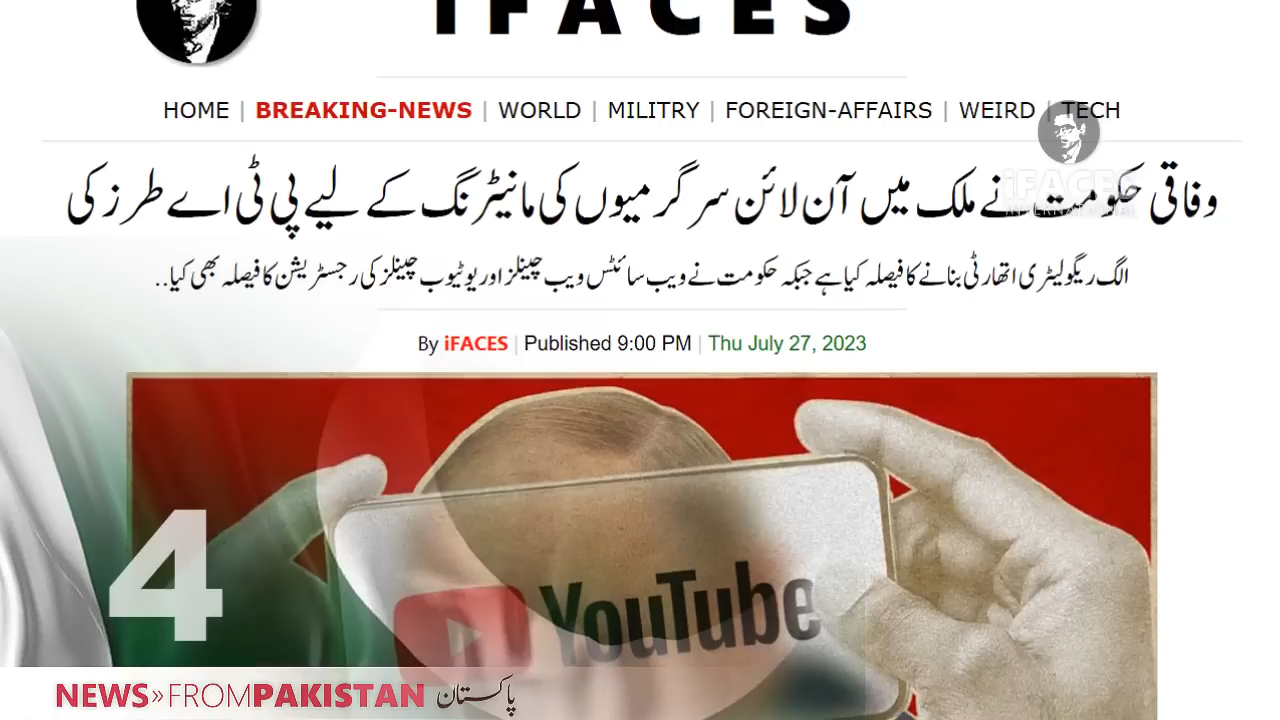 iFACES
HOME | BREAKING-NEWS | WORLD | MILITRY | FOREIGN-AFFAIRS | WEIRD | TECH
iFACES
INTERNATIONAL
وفاقی حکومت نے ملک میں آن لائن سرگرمیوں کی مانیٹرنگ کے لیے پی ٹی اے طرز کی
الگ ریگولیٹری اتھارٹی بنانے کا فیصلہ کیا ہے جبکہ حکومت نے ویب سائٹس ویب چینلز اور یوٹیوب چینلز کی رجسٹریشن کا فیصلہ بھی کیا..
By iFACES | Published 9:00 PM | Thu July 27, 2023
YouTube
4
NEWS»FROMPAKISTAN پاکستان